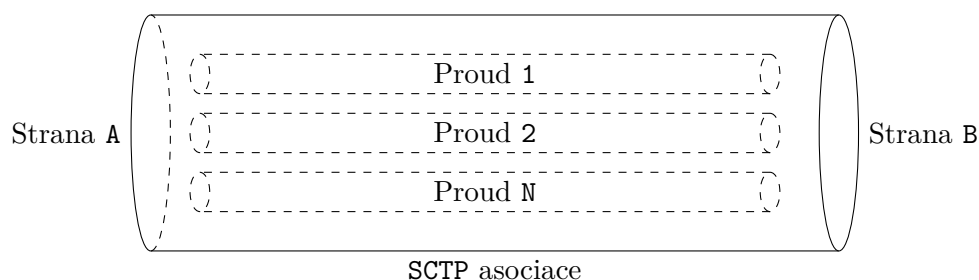 Proud 1
Strana A
Proud 2
Strana B
Proud N
SCTP asociace